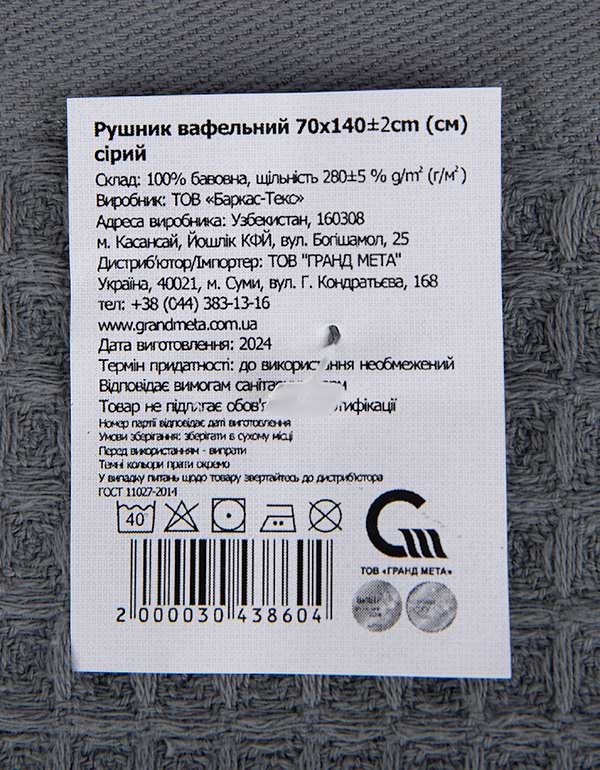 Рушник вафельний 70x140±2cm (см)
сірий
Склад: 100% бавовна, щільність 280±5 % g/m² (г/м²)
Виробник: ТОВ «Баркас-Текс»
Адреса виробника: Узбекистан, 160308
м. Касансай, Йошлік КФЙ, вул. Богішамол, 25
Дистриб'ютор/Імпортер: ТОВ "ГРАНД МЕТА"
Україна, 40021, м. Суми, вул. Г. Кондратьєва, 168
тел: +38 (044) 383-13-16
www.grandmeta.com.ua
Дата виготовлення: 2024
Термін придатності: до використання необмежений
Відповідає вимогам
Товар не підлягає
Номер партії відповідає даті виготовлення
Умови зберігання: зберігати в сухому місці
Перед використанням - випрати
Темні кольори прати окремо
У випадку питань щодо товару звертайтесь до дистриб'ютора
ГОСТ 11027-2014
40
ТОВ «ГРАНД МЕТА»
2 000030 438604